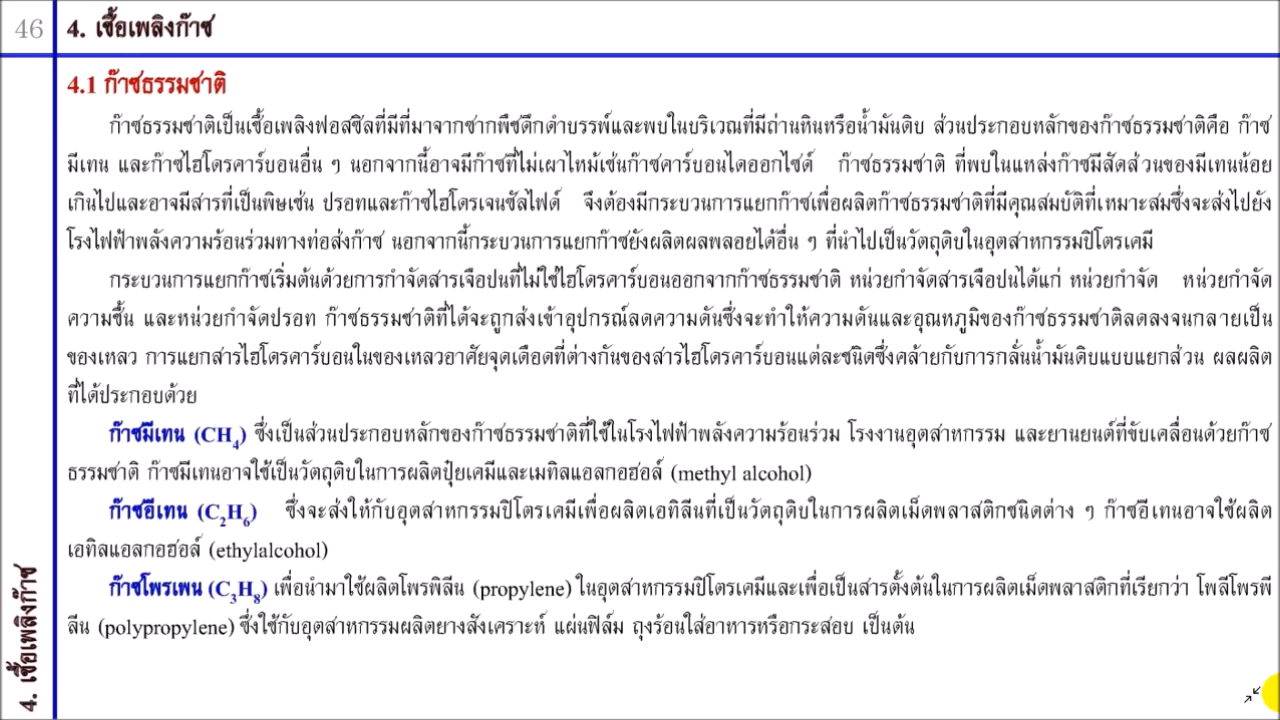 46
4. เชื้อเพลิงก๊าซ
4.1 ก๊าซธรรมชาติ
ก๊าซธรรมชาติเป็นเชื้อเพลิงฟอสซิลที่มีที่มาจากซากพืชดึกดำบรรพ์และพบในบริเวณที่มีถ่านหินหรือน้ำมันดิบ ส่วนประกอบหลักของก๊าซธรรมชาติคือ ก๊าซ
มีเทน และก๊าซไฮโดรคาร์บอนอื่น ๆ นอกจากนี้อาจมีก๊าซที่ไม่เผาไหม้เช่นก๊าซคาร์บอนไดออกไซด์ ก๊าซธรรมชาติ ที่พบในแหล่งก๊าซมีสัดส่วนของมีเทนน้อย
เกินไปและอาจมีสารที่เป็นพิษเช่น ปรอทและก๊าซไฮโดรเจนซัลไฟด์ จึงต้องมีกระบวนการแยกก๊าซเพื่อผลิตก๊าซธรรมชาติที่มีคุณสมบัติที่เหมาะสมซึ่งจะส่งไปยัง
โรงไฟฟ้าพลังความร้อนร่วมทางท่อส่งก๊าซ นอกจากนี้กระบวนการแยกก๊าซยังผลิตผลพลอยได้อื่น ๆ ที่นำไปเป็นวัตถุดิบในอุตสาหกรรมปิโตรเคมี
กระบวนการแยกก๊าซเริ่มต้นด้วยการกำจัดสารเจือปนที่ไม่ใช่ไฮโดรคาร์บอนออกจากก๊าซธรรมชาติ หน่วยกำจัดสารเจือปนได้แก่ หน่วยกำจัด หน่วยกำจัด
ความชื้น และหน่วยกำจัดปรอท ก๊าซธรรมชาติที่ได้จะถูกส่งเข้าอุปกรณ์ลดความดันซึ่งจะทำให้ความดันและอุณหภูมิของก๊าซธรรมชาติลดลงจนกลายเป็น
ของเหลว การแยกสารไฮโดรคาร์บอนในของเหลวอาศัยจุดเดือดที่ต่างกันของสารไฮโดรคาร์บอนแต่ละชนิดซึ่งคล้ายกับการกลั่นน้ำมันดิบแบบแยกส่วน ผลผลิต
ที่ได้ประกอบด้วย
ก๊าซมีเทน (CH₄) ซึ่งเป็นส่วนประกอบหลักของก๊าซธรรมชาติที่ใช้ในโรงไฟฟ้าพลังความร้อนร่วม โรงงานอุตสาหกรรม และยานยนต์ที่ขับเคลื่อนด้วยก๊าซ
ธรรมชาติ ก๊าซมีเทนอาจใช้เป็นวัตถุดิบในการผลิตปุ๋ยเคมีและเมทิลแอลกอฮอล์ (methyl alcohol)
ก๊าซอีเทน (C₂H₆) ซึ่งจะส่งให้กับอุตสาหกรรมปิโตรเคมีเพื่อผลิตเอทิลีนที่เป็นวัตถุดิบในการผลิตเม็ดพลาสติกชนิดต่าง ๆ ก๊าซอีเทนอาจใช้ผลิต
เอทิลแอลกอฮอล์ (ethylalcohol)
ก๊าซโพรเพน (C₃H₈) เพื่อนำมาใช้ผลิตโพรพิลีน (propylene) ในอุตสาหกรรมปิโตรเคมีและเพื่อเป็นสารตั้งต้นในการผลิตเม็ดพลาสติกที่เรียกว่า โพลีโพรพี
ลีน (polypropylene) ซึ่งใช้กับอุตสาหกรรมผลิตยางสังเคราะห์ แผ่นฟิล์ม ถุงร้อนใส่อาหารหรือกระสอบ เป็นต้น
4. เชื้อเพลิงก๊าซ